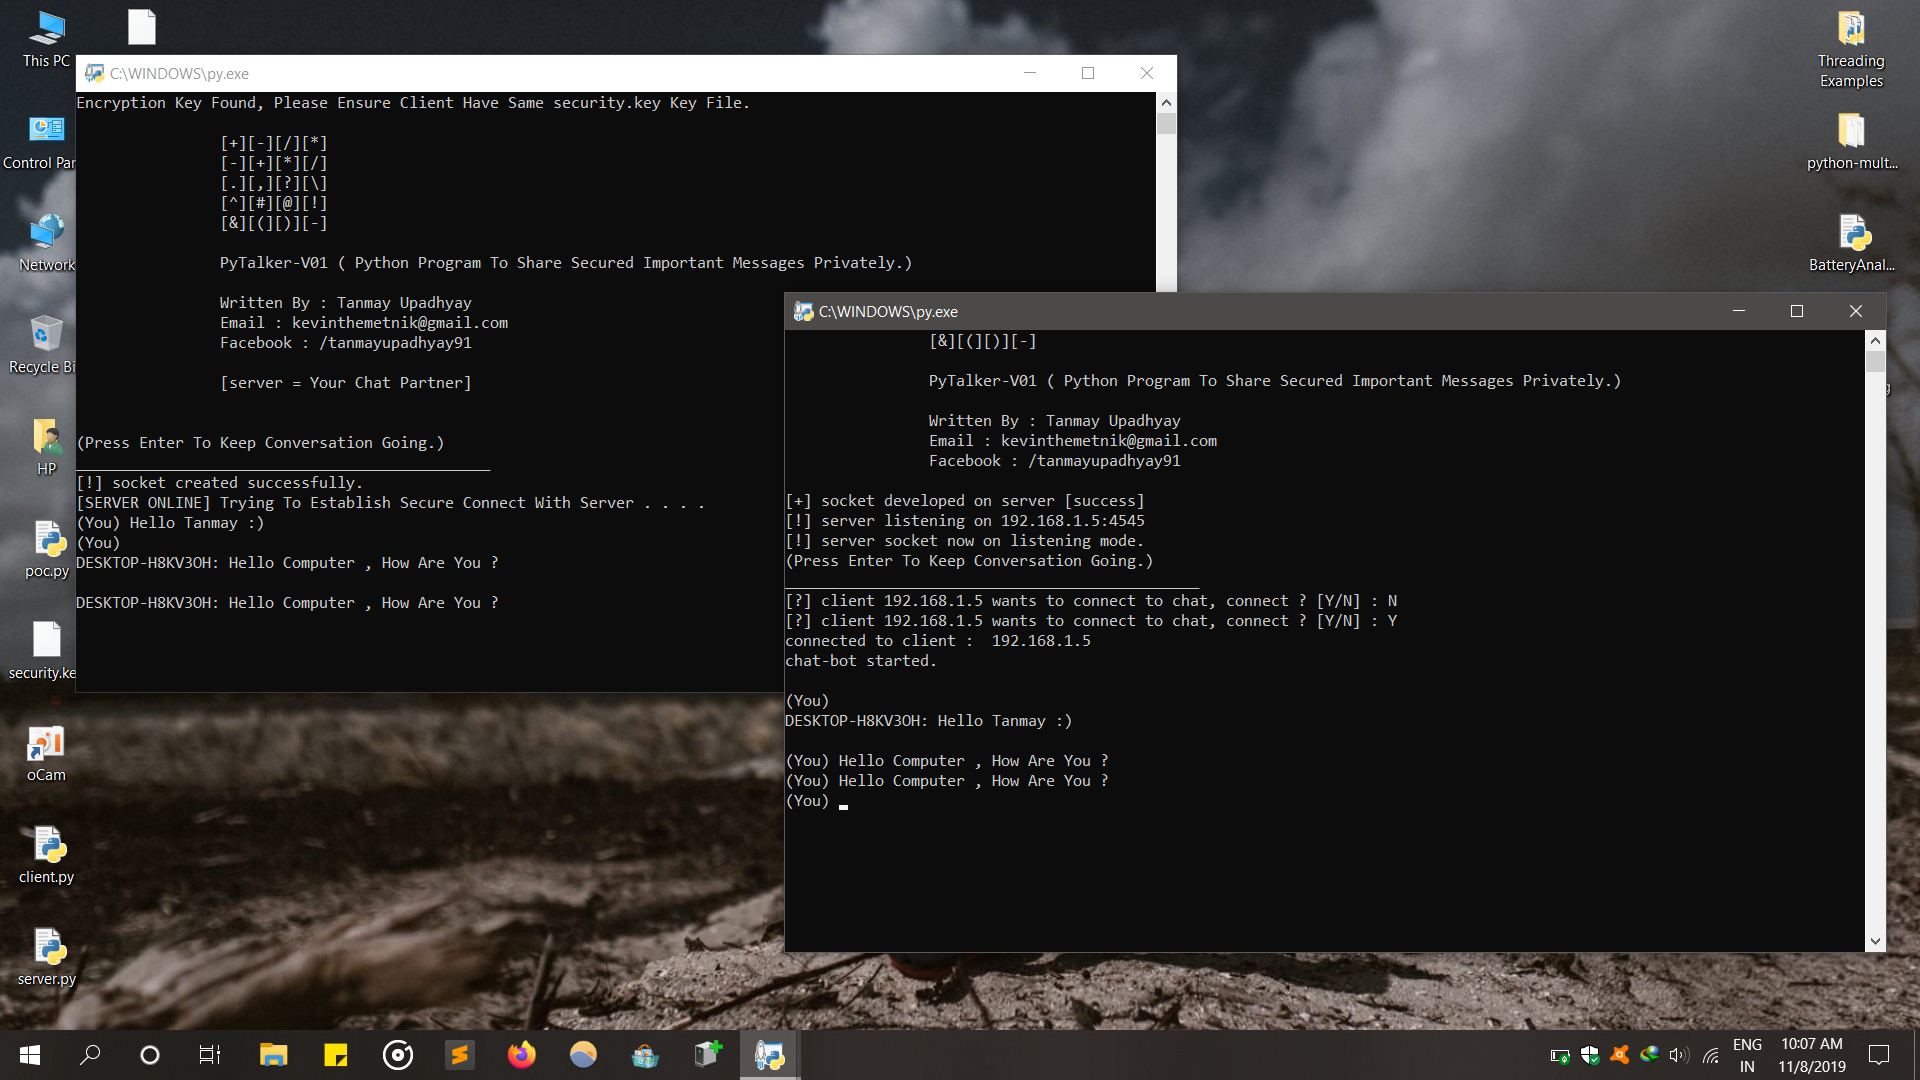 This PC
Control Par
Network
Recycle Bi
HP
poc.py
security.ke
oCam
client.py
server.py
C:\WINDOWS\py.exe
Encryption Key Found, Please Ensure Client Have Same security.key Key File.
[+][-][/][*]
[-][+][*][/]
[.][,][?][\]
[^][#][@][!]
[&][(][)][-]
PyTalker-V01 ( Python Program To Share Secured Important Messages Privately.)
Written By : Tanmay Upadhyay
Email : kevinthemetnik@gmail.com
Facebook : /tanmayupadhyay91
[server = Your Chat Partner]
(Press Enter To Keep Conversation Going.)
[!] socket created successfully.
[SERVER ONLINE] Trying To Establish Secure Connect With Server . . . .
(You) Hello Tanmay :)
(You)
DESKTOP-H8KV3OH: Hello Computer , How Are You ?
DESKTOP-H8KV3OH: Hello Computer , How Are You ?
C:\WINDOWS\py.exe
[&][(][)][-]
PyTalker-V01 ( Python Program To Share Secured Important Messages Privately.)
Written By : Tanmay Upadhyay
Email : kevinthemetnik@gmail.com
Facebook : /tanmayupadhyay91
[+] socket developed on server [success]
[!] server listening on 192.168.1.5:4545
[!] server socket now on listening mode.
(Press Enter To Keep Conversation Going.)
[?] client 192.168.1.5 wants to connect to chat, connect ? [Y/N] : N
[?] client 192.168.1.5 wants to connect to chat, connect ? [Y/N] : Y
connected to client :  192.168.1.5
chat-bot started.
(You)
DESKTOP-H8KV3OH: Hello Tanmay :)
(You) Hello Computer , How Are You ?
(You) Hello Computer , How Are You ?
(You)
Threading
Examples
python-mult...
BatteryAnal...
ENG
IN
10:07 AM
11/8/2019